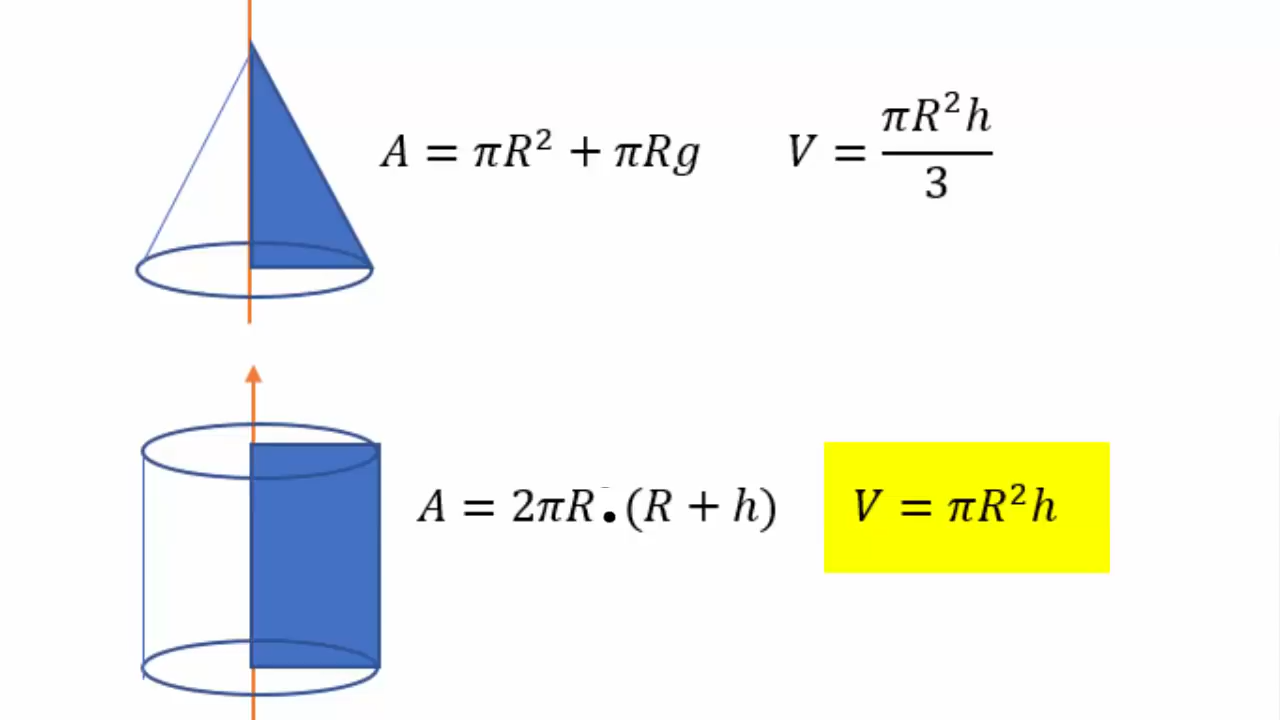 A = πR² + πRg
V = πR²h / 3
A = 2πR.(R + h)
V = πR²h